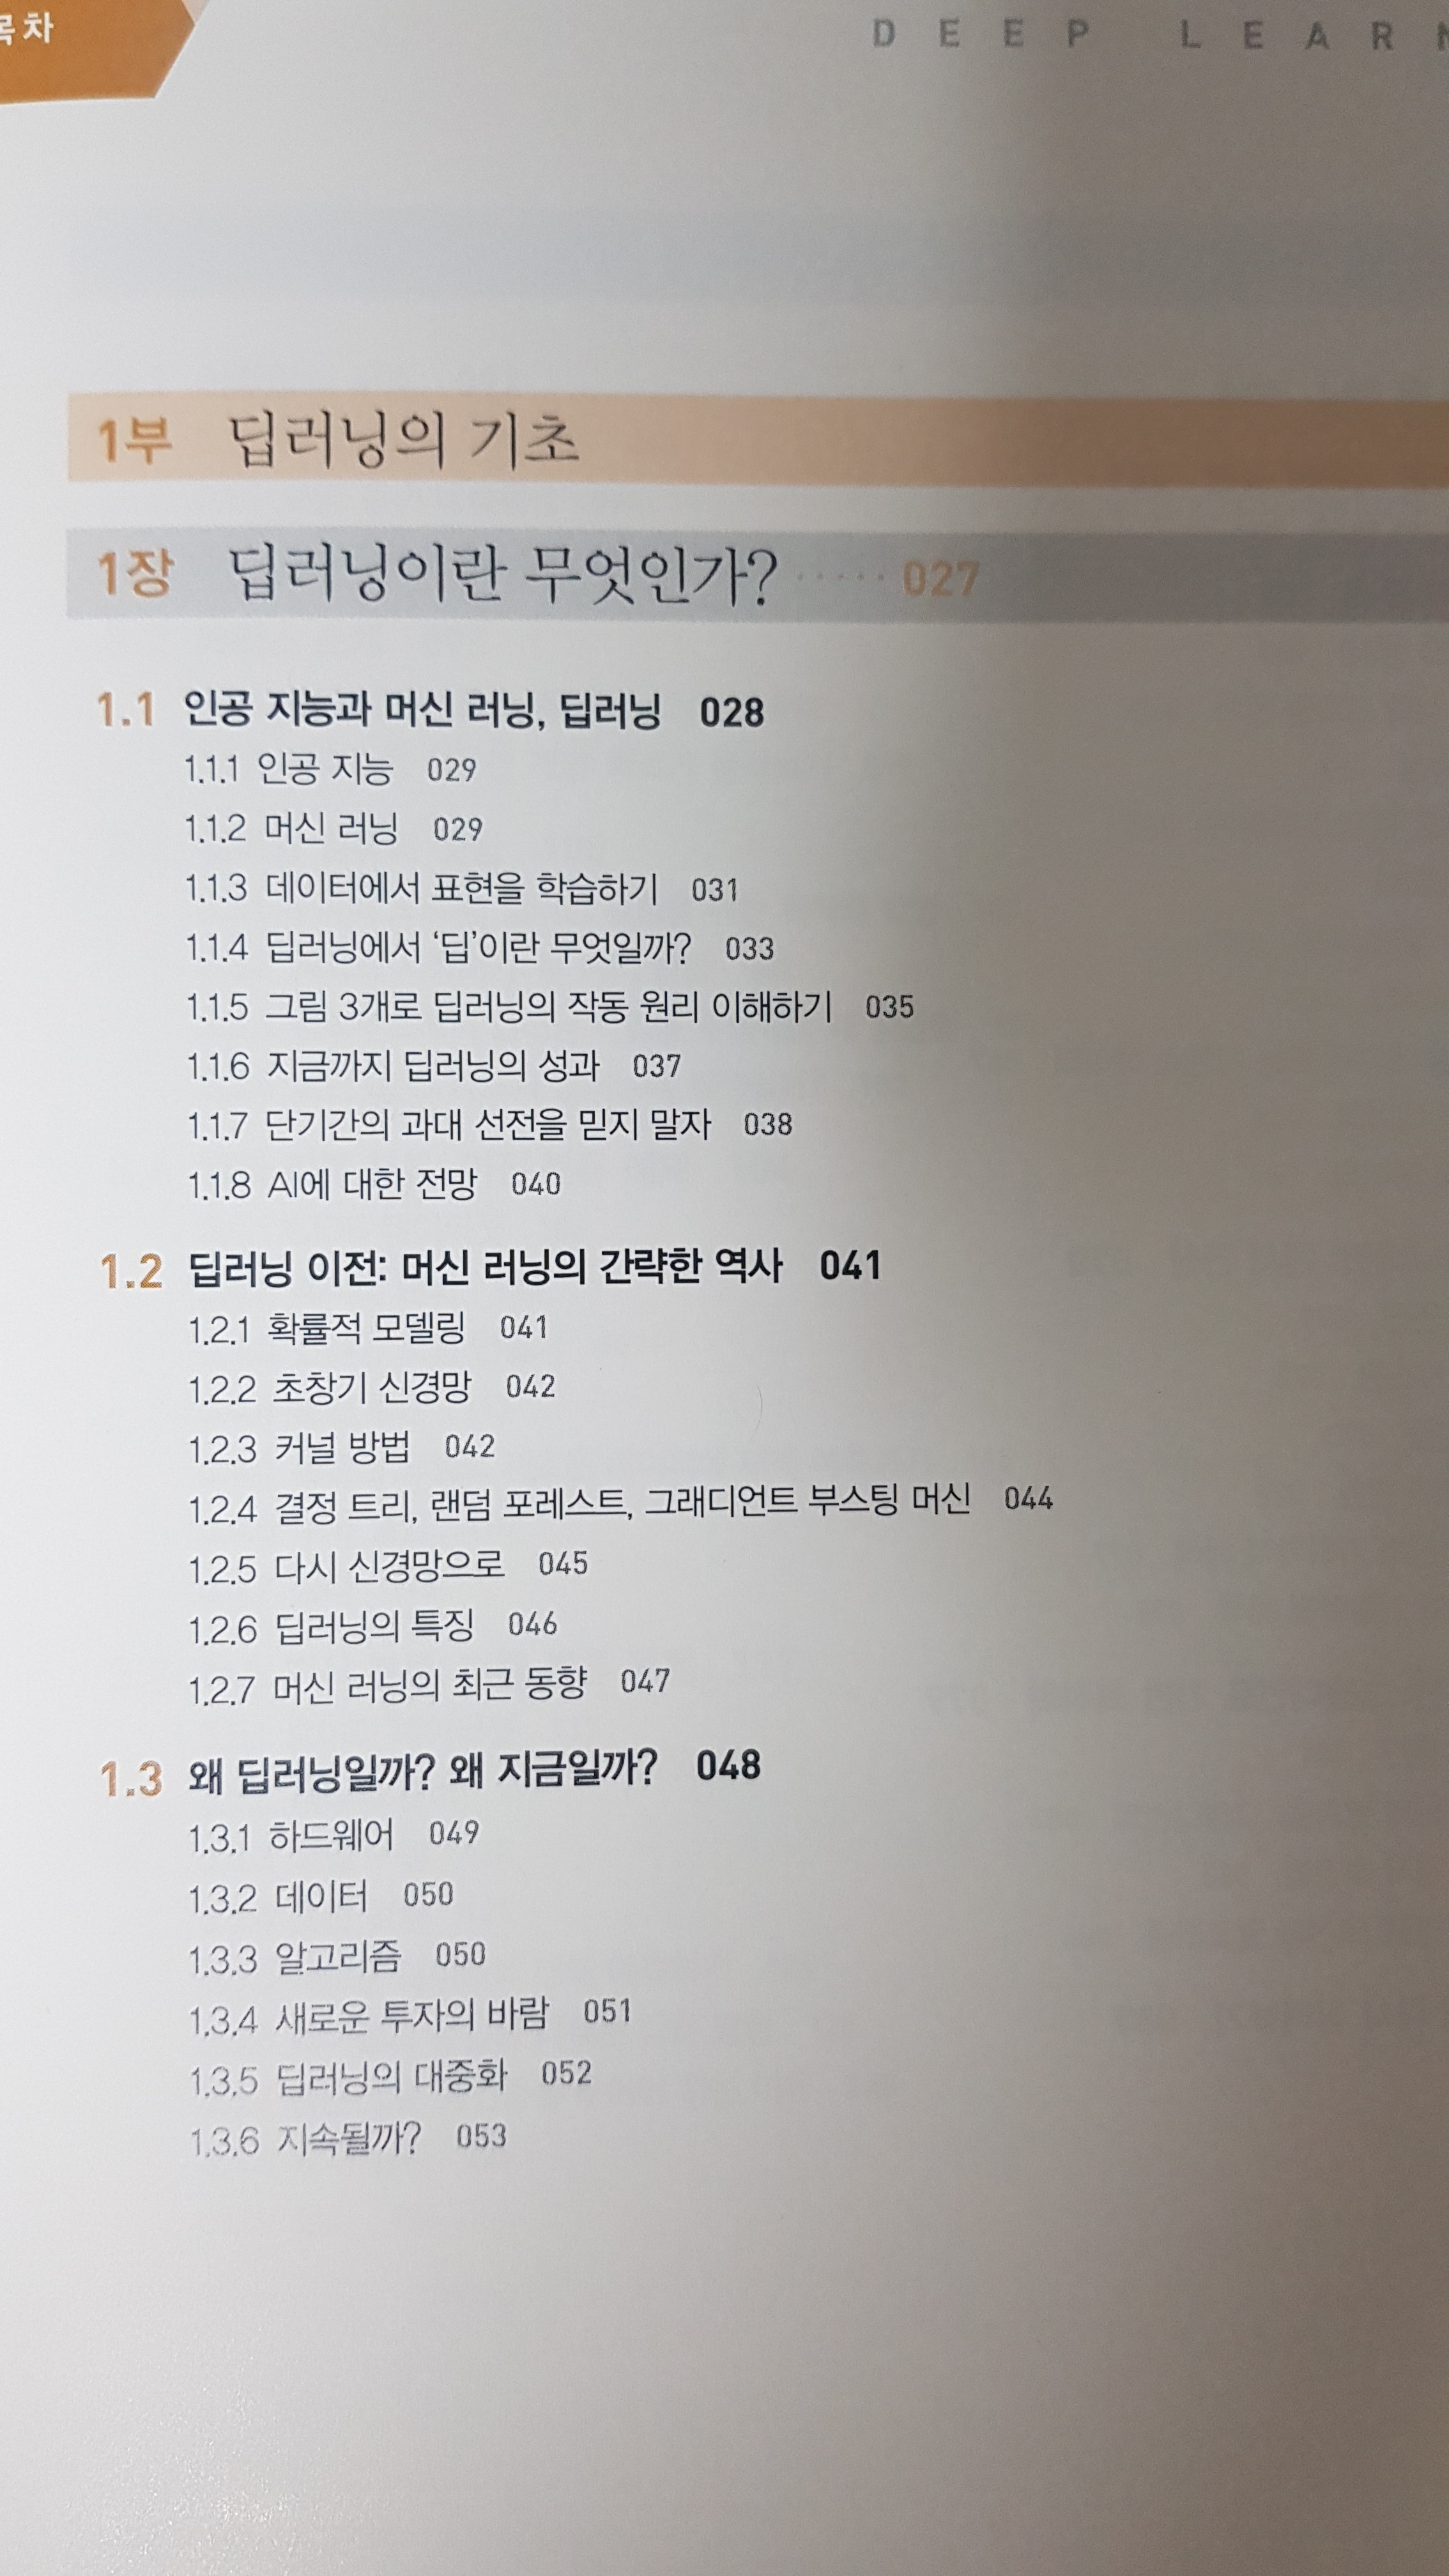 목차
DEEP LEARN
1부 딥러닝의 기초
1장 딥러닝이란 무엇인가? ····· 027
1.1 인공 지능과 머신 러닝, 딥러닝 028
1.1.1 인공 지능 029
1.1.2 머신 러닝 029
1.1.3 데이터에서 표현을 학습하기 031
1.1.4 딥러닝에서 '딥'이란 무엇일까? 033
1.1.5 그림 3개로 딥러닝의 작동 원리 이해하기 035
1.1.6 지금까지 딥러닝의 성과 037
1.1.7 단기간의 과대 선전을 믿지 말자 038
1.1.8 AI에 대한 전망 040
1.2 딥러닝 이전: 머신 러닝의 간략한 역사 041
1.2.1 확률적 모델링 041
1.2.2 초창기 신경망 042
1.2.3 커널 방법 042
1.2.4 결정 트리, 랜덤 포레스트, 그래디언트 부스팅 머신 044
1.2.5 다시 신경망으로 045
1.2.6 딥러닝의 특징 046
1.2.7 머신 러닝의 최근 동향 047
1.3 왜 딥러닝일까? 왜 지금일까? 048
1.3.1 하드웨어 049
1.3.2 데이터 050
1.3.3 알고리즘 050
1.3.4 새로운 투자의 바람 051
1.3.5 딥러닝의 대중화 052
1.3.6 지속될까? 053